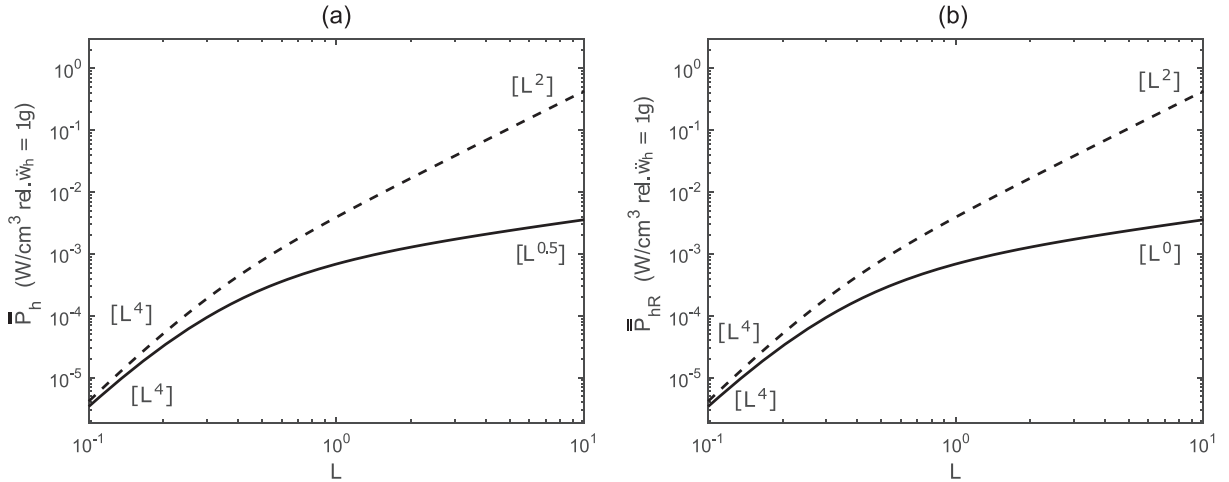 (a)
10⁰
10⁻¹
10⁻²
10⁻³
10⁻⁴
10⁻⁵
P̿ₕ (W/cm³ rel.ẅₕ = 1g)
[L²]
[L⁰·⁵]
[L⁴]
[L⁴]
10⁻¹
10⁰
10¹
L
(b)
10⁰
10⁻¹
10⁻²
10⁻³
10⁻⁴
10⁻⁵
P̿ₕR (W/cm³ rel.ẅₕ = 1g)
[L²]
[L⁰]
[L⁴]
[L⁴]
10⁻¹
10⁰
10¹
L